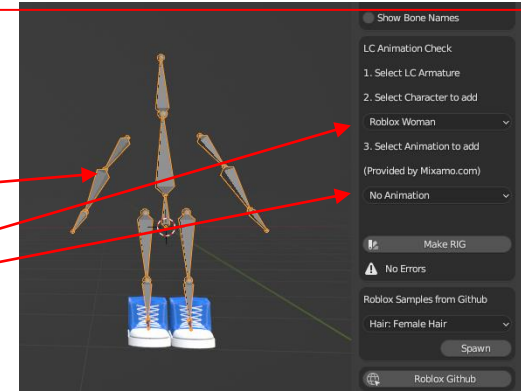 Show Bone Names
LC Animation Check
1. Select LC Armature
2. Select Character to add
Roblox Woman
3. Select Animation to add
(Provided by Mixamo.com)
No Animation
Make RIG
No Errors
Roblox Samples from Github
Hair: Female Hair
Spawn
Roblox Github